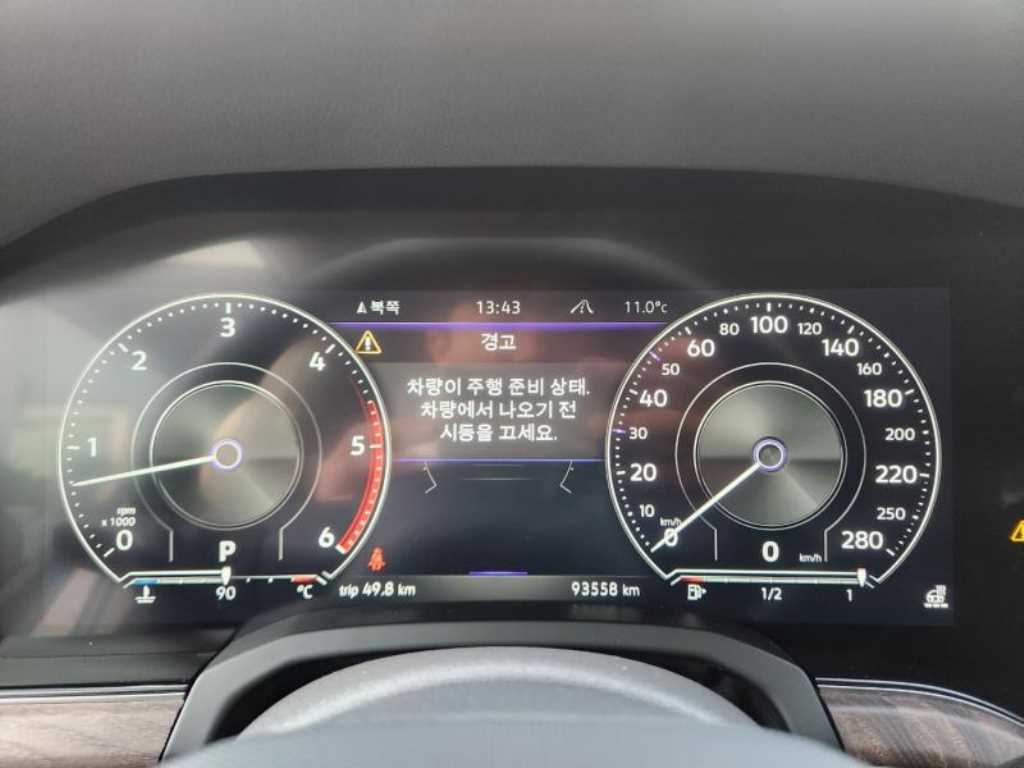 북쪽 13:43 11.0°C
경고
차량이 주행 준비 상태.
차량에서 나오기 전
시동을 끄세요.
0 1 2 3 4 5 6
rpm
x 1000
P
90 °C
trip 49.8 km
93558 km
0 10 20 30 40 50 60 80 100 120 140 160 180 200 220 250 280
km/h
0 km/h
1/2 1